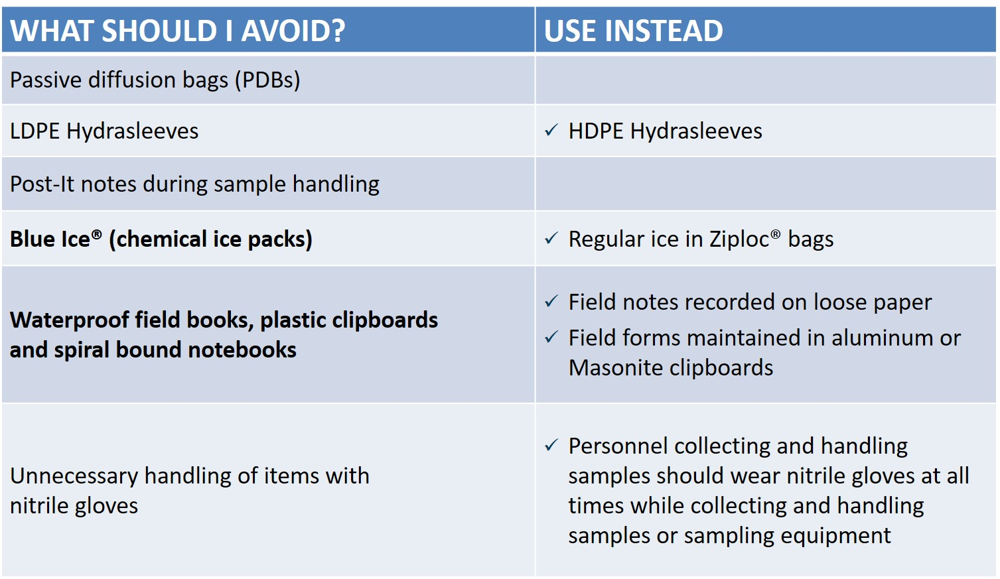 WHAT SHOULD I AVOID?
USE INSTEAD
Passive diffusion bags (PDBs)
LDPE Hydrasleeves
✓ HDPE Hydrasleeves
Post-It notes during sample handling
Blue Ice® (chemical ice packs)
✓ Regular ice in Ziploc® bags
Waterproof field books, plastic clipboards
and spiral bound notebooks
✓ Field notes recorded on loose paper
✓ Field forms maintained in aluminum or
Masonite clipboards
Unnecessary handling of items with
nitrile gloves
✓ Personnel collecting and handling
samples should wear nitrile gloves at all
times while collecting and handling
samples or sampling equipment